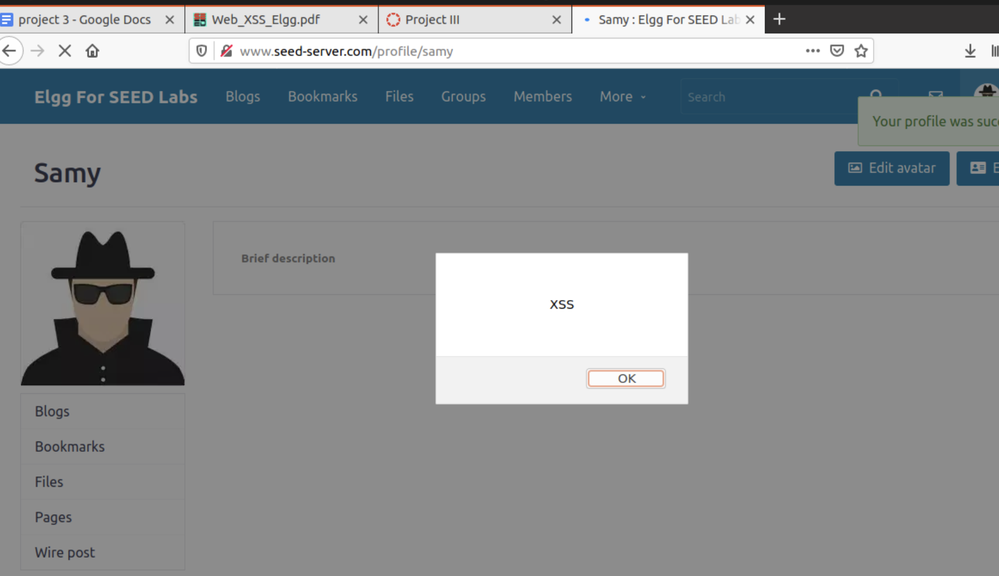 project 3 - Google Docs
Web_XSS_Elgg.pdf
Project III
Samy : Elgg For SEED Lab
www.seed-server.com/profile/samy
Elgg For SEED Labs
Blogs
Bookmarks
Files
Groups
Members
More
Search
Your profile was suc
Samy
Edit avatar
E
Brief description
XSS
OK
Blogs
Bookmarks
Files
Pages
Wire post